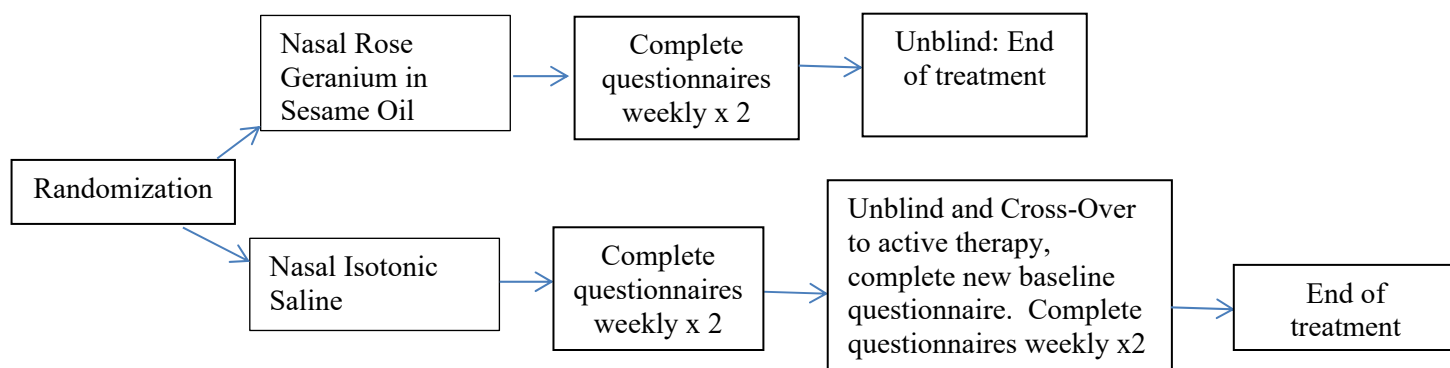 Randomization
Nasal Rose
Geranium in
Sesame Oil
Complete
questionnaires
weekly x 2
Unblind: End
of treatment
Nasal Isotonic
Saline
Complete
questionnaires
weekly x 2
Unblind and Cross-Over
to active therapy,
complete new baseline
questionnaire.  Complete
questionnaires weekly x2
End of
treatment